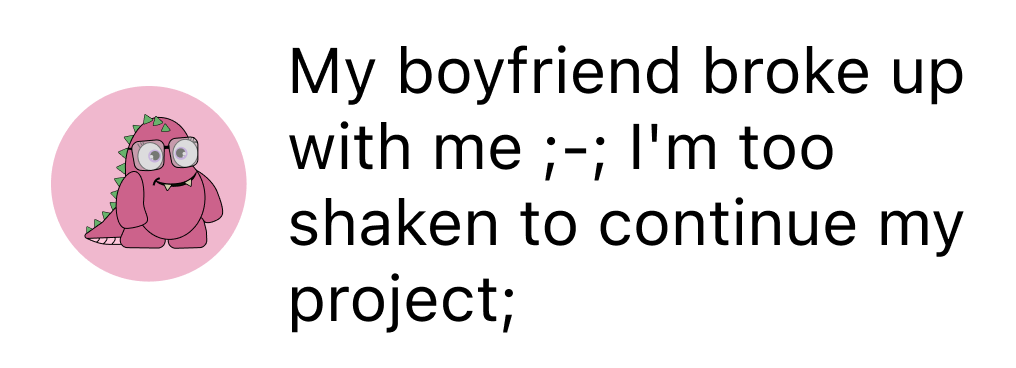 My boyfriend broke up
with me ;-; I'm too
shaken to continue my
project;